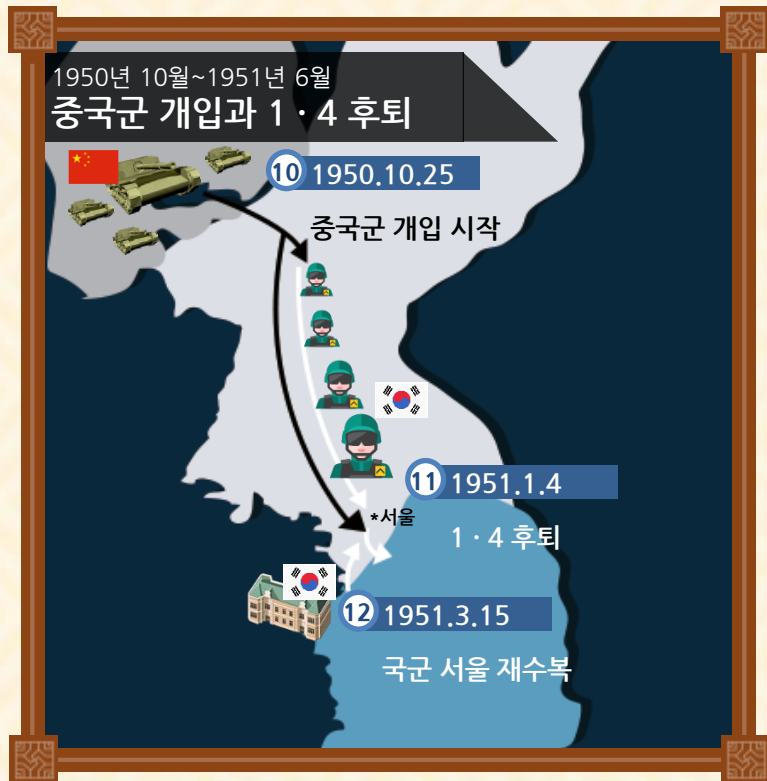 1950년 10월~1951년 6월
중국군 개입과 1 · 4 후퇴
10 1950.10.25
중국군 개입 시작
11 1951.1.4
*서울
1 · 4 후퇴
12 1951.3.15
국군 서울 재수복